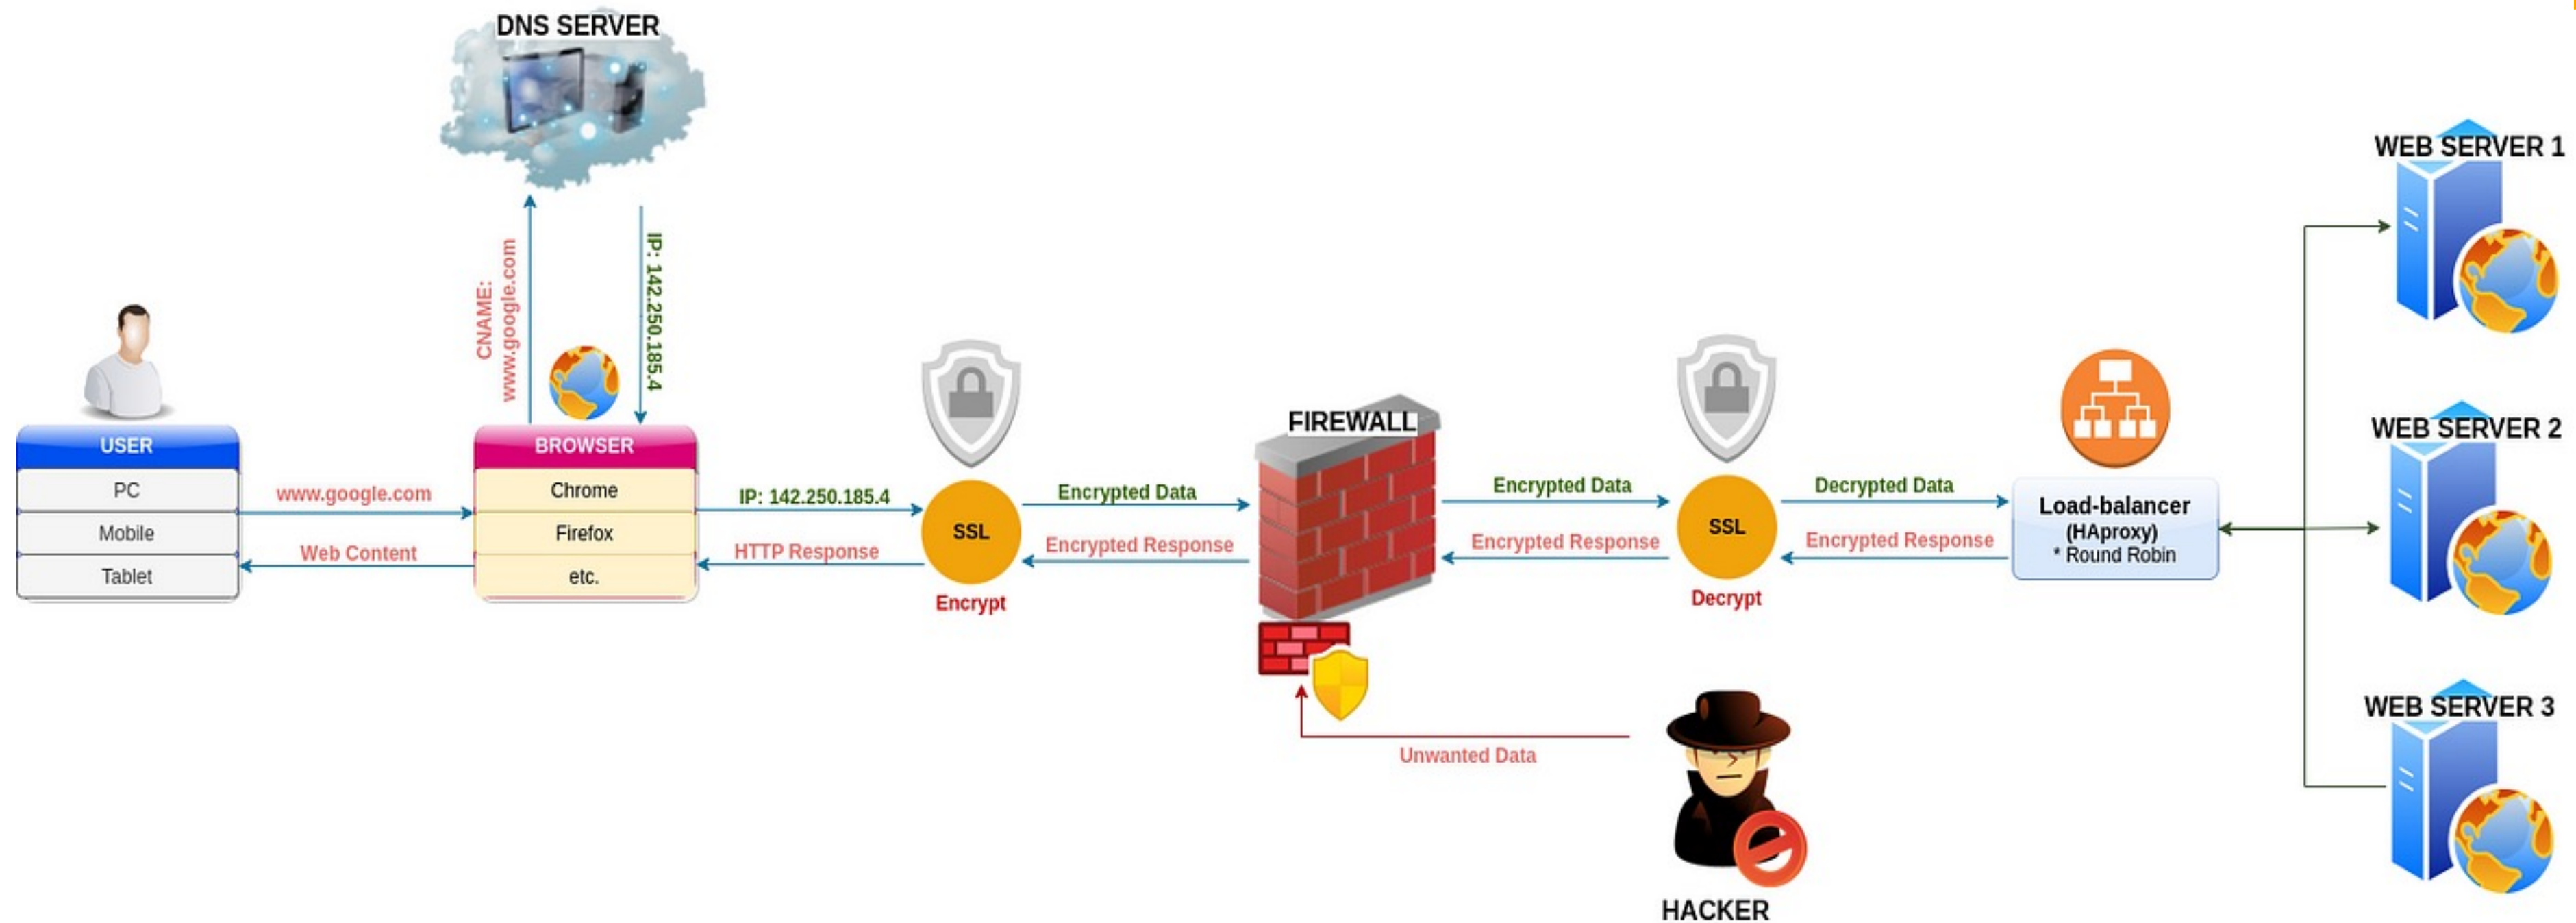 DNS SERVER
CNAME:
www.google.com
IP: 142.250.185.4
USER
PC
Mobile
Tablet
www.google.com
Web Content
BROWSER
Chrome
Firefox
etc.
IP: 142.250.185.4
HTTP Response
SSL
Encrypt
Encrypted Data
Encrypted Response
FIREWALL
Encrypted Data
Encrypted Response
SSL
Decrypt
Decrypted Data
Encrypted Response
Load-balancer
(HAproxy)
* Round Robin
WEB SERVER 1
WEB SERVER 2
WEB SERVER 3
Unwanted Data
HACKER